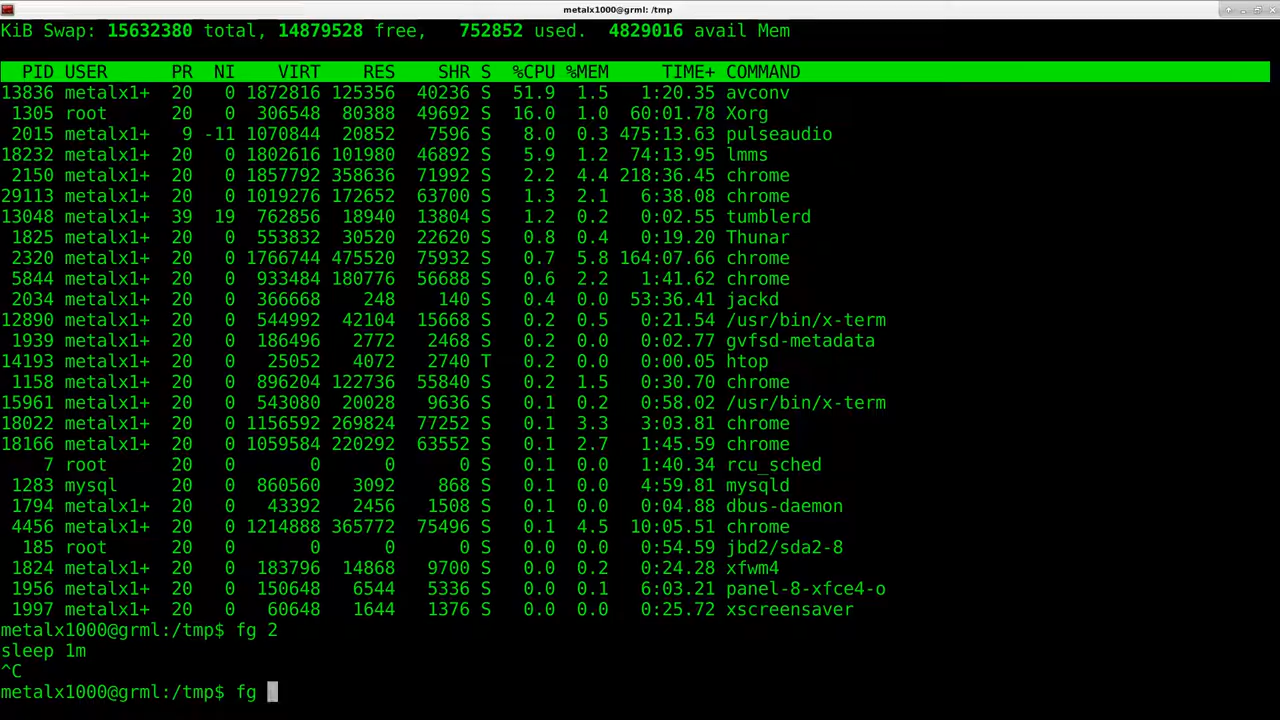 metalx1000@grml: /tmp
KiB Swap: 15632380 total, 14879528 free, 752852 used. 4829016 avail Mem
PID USER PR NI VIRT RES SHR S %CPU %MEM TIME+ COMMAND
13836 metalx1+ 20 0 1872816 125356 40236 S 51.9 1.5 1:20.35 avconv
1305 root 20 0 306548 80388 49692 S 16.0 1.0 60:01.78 Xorg
2015 metalx1+ 9 -11 1070844 20852 7596 S 8.0 0.3 475:13.63 pulseaudio
18232 metalx1+ 20 0 1802616 101980 46892 S 5.9 1.2 74:13.95 lmms
2150 metalx1+ 20 0 1857792 358636 71992 S 2.2 4.4 218:36.45 chrome
29113 metalx1+ 20 0 1019276 172652 63700 S 1.3 2.1 6:38.08 chrome
13048 metalx1+ 39 19 762856 18940 13804 S 1.2 0.2 0:02.55 tumblerd
1825 metalx1+ 20 0 553832 30520 22620 S 0.8 0.4 0:19.20 Thunar
2320 metalx1+ 20 0 1766744 475520 75932 S 0.7 5.8 164:07.66 chrome
5844 metalx1+ 20 0 933484 180776 56688 S 0.6 2.2 1:41.62 chrome
2034 metalx1+ 20 0 366668 248 140 S 0.4 0.0 53:36.41 jackd
12890 metalx1+ 20 0 544992 42104 15668 S 0.2 0.5 0:21.54 /usr/bin/x-term
1939 metalx1+ 20 0 186496 2772 2468 S 0.2 0.0 0:02.77 gvfsd-metadata
14193 metalx1+ 20 0 25052 4072 2740 T 0.2 0.0 0:00.05 htop
1158 metalx1+ 20 0 896204 122736 55840 S 0.2 1.5 0:30.70 chrome
15961 metalx1+ 20 0 543080 20028 9636 S 0.1 0.2 0:58.02 /usr/bin/x-term
18022 metalx1+ 20 0 1156592 269824 77252 S 0.1 3.3 3:03.81 chrome
18166 metalx1+ 20 0 1059584 220292 63552 S 0.1 2.7 1:45.59 chrome
7 root 20 0 0 0 0 S 0.1 0.0 1:40.34 rcu_sched
1283 mysql 20 0 860560 3092 868 S 0.1 0.0 4:59.81 mysqld
1794 metalx1+ 20 0 43392 2456 1508 S 0.1 0.0 0:04.88 dbus-daemon
4456 metalx1+ 20 0 1214888 365772 75496 S 0.1 4.5 10:05.51 chrome
185 root 20 0 0 0 0 S 0.0 0.0 0:54.59 jbd2/sda2-8
1824 metalx1+ 20 0 183796 14868 9700 S 0.0 0.2 0:24.28 xfwm4
1956 metalx1+ 20 0 150648 6544 5336 S 0.0 0.1 6:03.21 panel-8-xfce4-o
1997 metalx1+ 20 0 60648 1644 1376 S 0.0 0.0 0:25.72 xscreensaver
metalx1000@grml:/tmp$ fg 2
sleep 1m
^C
metalx1000@grml:/tmp$ fg